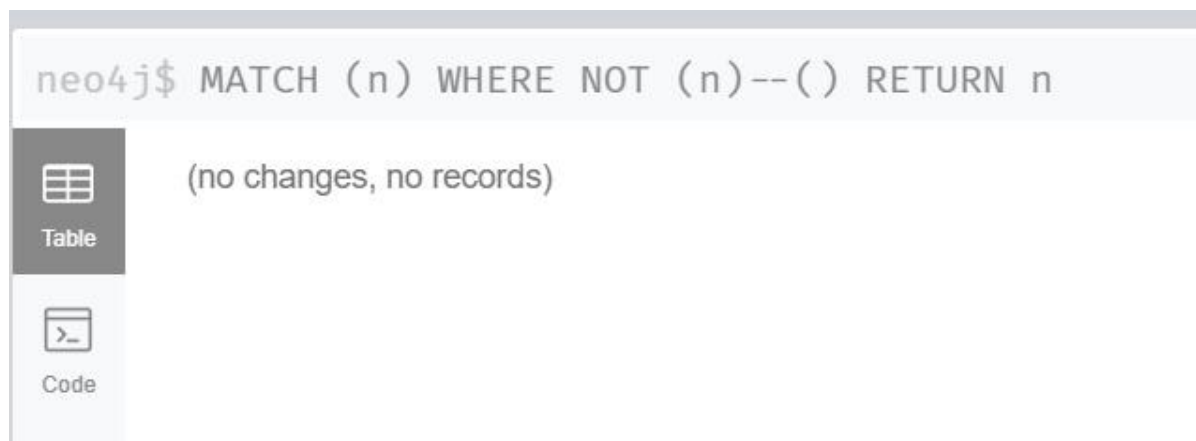 neo4j$ MATCH (n) WHERE NOT (n)--() RETURN n
(no changes, no records)
Table
Code